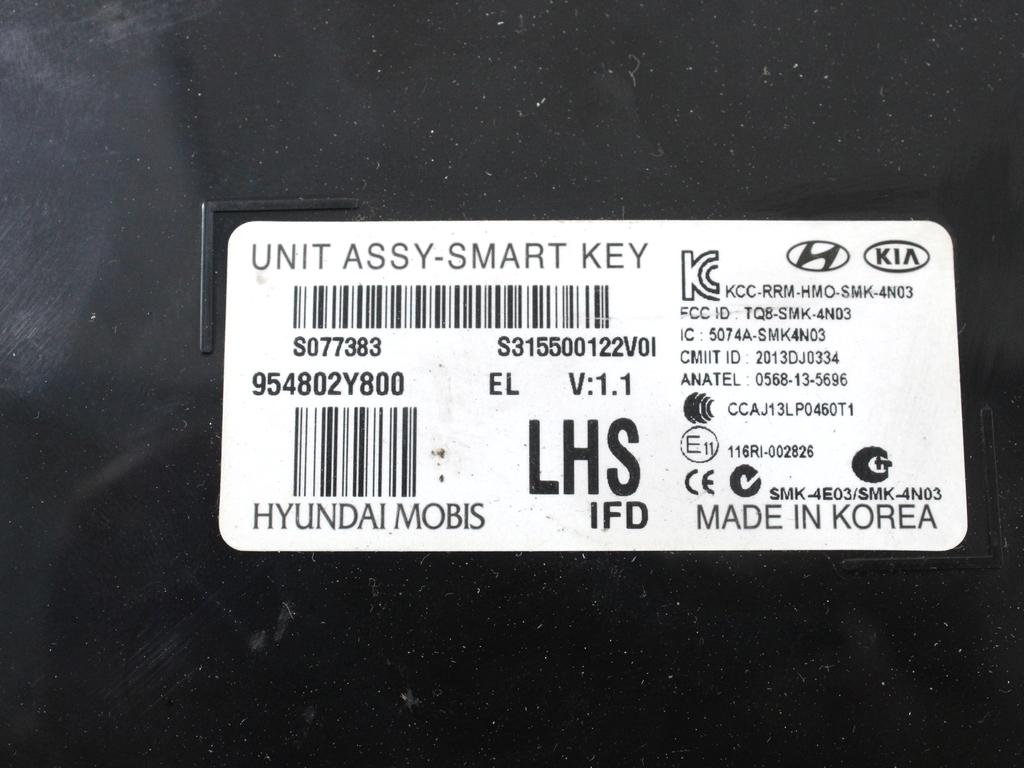 UNIT ASSY-SMART KEY
S077383 S315500122V0I
954802Y800 EL V:1.1
LHS
IFD
HYUNDAI MOBIS
KIA
KCC-RRM-HMO-SMK-4N03
FCC ID : TQ8-SMK-4N03
IC : 5074A-SMK4N03
CMIIT ID : 2013DJ0334
ANATEL : 0568-13-5696
CCAJ13LP0460T1
E11 116RI-002826
CE
SMK-4E03/SMK-4N03
MADE IN KOREA